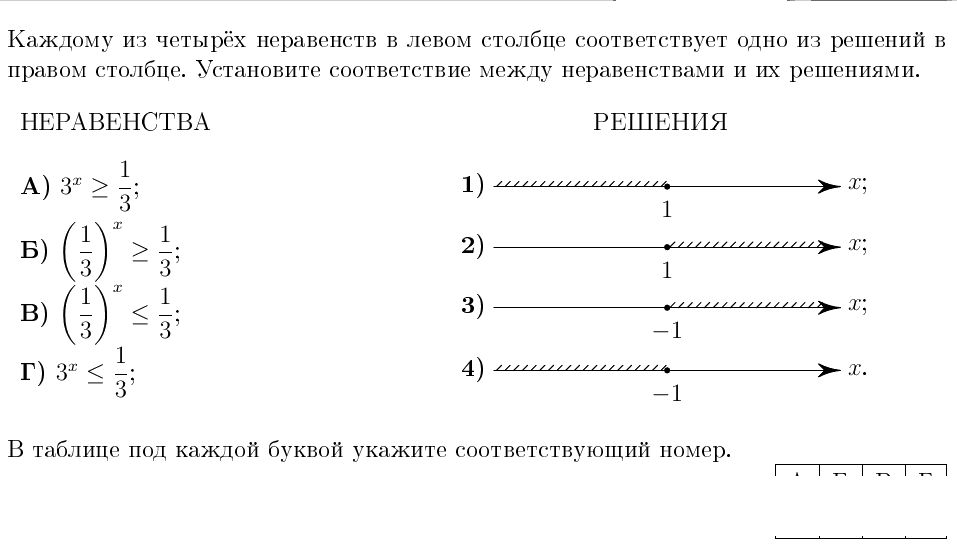 Каждому из четырёх неравенств в левом столбце соответствует одно из решений в
правом столбце. Установите соответствие между неравенствами и их решениями.
НЕРАВЕНСТВА
РЕШЕНИЯ
А) 3^x ≥ 1/3;
Б) (1/3)^x ≥ 1/3;
В) (1/3)^x ≤ 1/3;
Г) 3^x ≤ 1/3;
1) x;
1
2) x;
1
3) x;
−1
4) x.
−1
В таблице под каждой буквой укажите соответствующий номер.